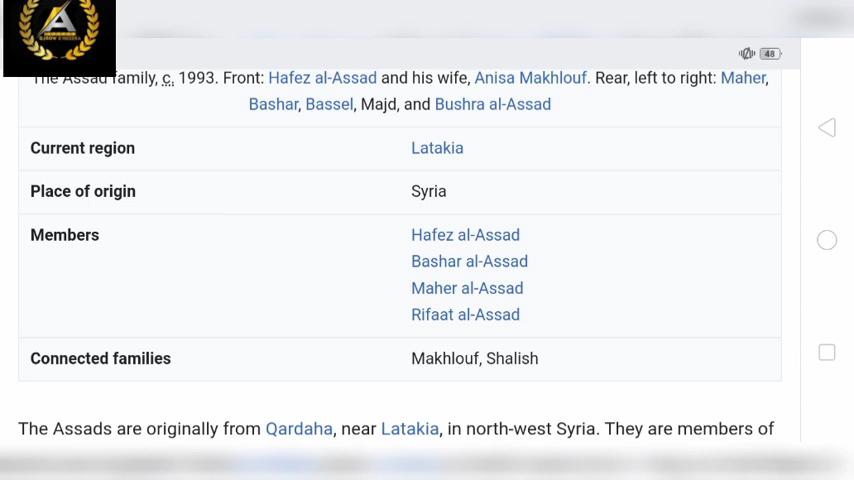 48
The Assad family, c. 1993. Front: Hafez al-Assad and his wife, Anisa Makhlouf. Rear, left to right: Maher,
Bashar, Bassel, Majd, and Bushra al-Assad
Current region Latakia
Place of origin Syria
Members Hafez al-Assad
Bashar al-Assad
Maher al-Assad
Rifaat al-Assad
Connected families Makhlouf, Shalish
The Assads are originally from Qardaha, near Latakia, in north-west Syria. They are members of